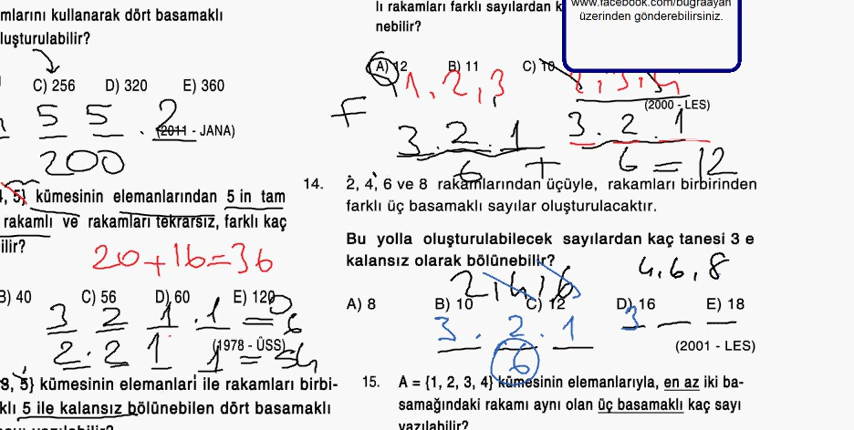 mlarını kullanarak dört basamaklı
luşturulabilir?
C) 256 D) 320 E) 360
5 5 . 2
(2011 - JANA)
200
, 5} kümesinin elemanlarından 5 in tam
rakamlı ve rakamları tekrarsız, farklı kaç
ilir?
20+16=36
B) 40 C) 56 D) 60 E) 120
3 2 1 . 1 = 6
2 . 2 1 1 =
(1978 - ÜSS)
8, 5} kümesinin elemanlari ile rakamları birbi-
klı 5 ile kalansız bölünebilen dört basamaklı
lı rakamları farklı sayılardan k
nebilir?
www.facebook.com/bugraayan
üzerinden gönderebilirsiniz.
A) 12 B) 11 C) 10
1, 2, 3
(2000 - LES)
3 . 2 . 1 + 3 . 2 . 1
6 6 = 12
14. 2, 4, 6 ve 8 rakamlarından üçüyle, rakamları birbirinden
farklı üç basamaklı sayılar oluşturulacaktır.
Bu yolla oluşturulabilecek sayılardan kaç tanesi 3 e
kalansız olarak bölünebilir?
2,4,6 4,6,8
A) 8 B) 10 C) 12 D) 16 E) 18
3 . 2 . 1 3
6
(2001 - LES)
15. A = {1, 2, 3, 4} kümesinin elemanlarıyla, en az iki ba-
samağındaki rakamı aynı olan üç basamaklı kaç sayı
yazılabilir?